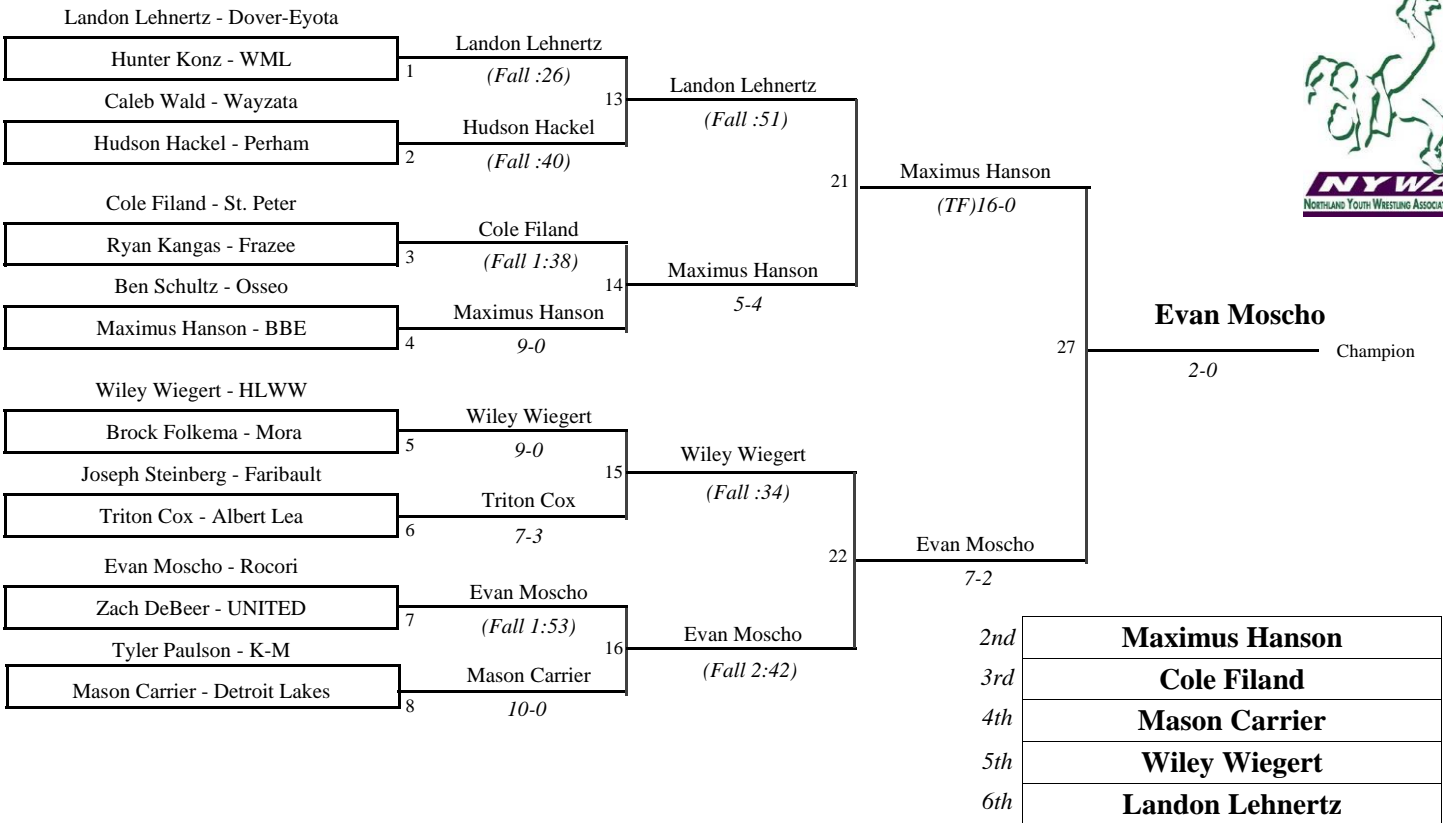 Landon Lehnertz - Dover-Eyota
Hunter Konz - WML
1
Caleb Wald - Wayzata
Hudson Hackel - Perham
2
Cole Filand - St. Peter
Ryan Kangas - Frazee
3
Ben Schultz - Osseo
Maximus Hanson - BBE
4
Wiley Wiegert - HLWW
Brock Folkema - Mora
5
Joseph Steinberg - Faribault
Triton Cox - Albert Lea
6
Evan Moscho - Rocori
Zach DeBeer - UNITED
7
Tyler Paulson - K-M
Mason Carrier - Detroit Lakes
8
Landon Lehnertz
(Fall :26)
13
Hudson Hackel
(Fall :40)
Cole Filand
(Fall 1:38)
14
Maximus Hanson
9-0
Wiley Wiegert
9-0
15
Triton Cox
7-3
Evan Moscho
(Fall 1:53)
16
Mason Carrier
10-0
Landon Lehnertz
(Fall :51)
21
Maximus Hanson
5-4
Wiley Wiegert
(Fall :34)
22
Evan Moscho
(Fall 2:42)
Maximus Hanson
(TF)16-0
27
Evan Moscho
7-2
Evan Moscho
Champion
2-0
NYWA
NORTHLAND YOUTH WRESTLING
2nd Maximus Hanson
3rd Cole Filand
4th Mason Carrier
5th Wiley Wiegert
6th Landon Lehnertz